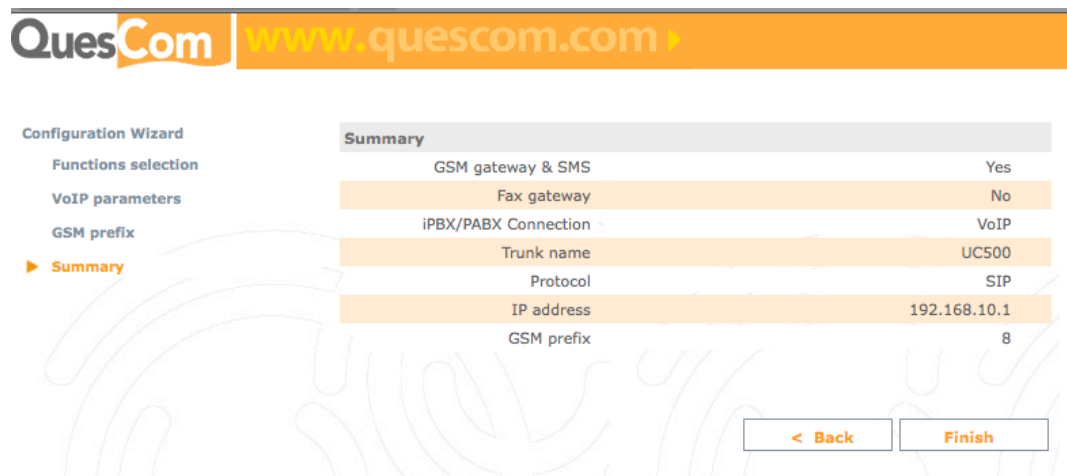 QuesCom www.quescom.com
Configuration Wizard
Functions selection
VoIP parameters
GSM prefix
Summary
Summary
GSM gateway & SMS Yes
Fax gateway No
iPBX/PABX Connection VoIP
Trunk name UC500
Protocol SIP
IP address 192.168.10.1
GSM prefix 8
< Back Finish